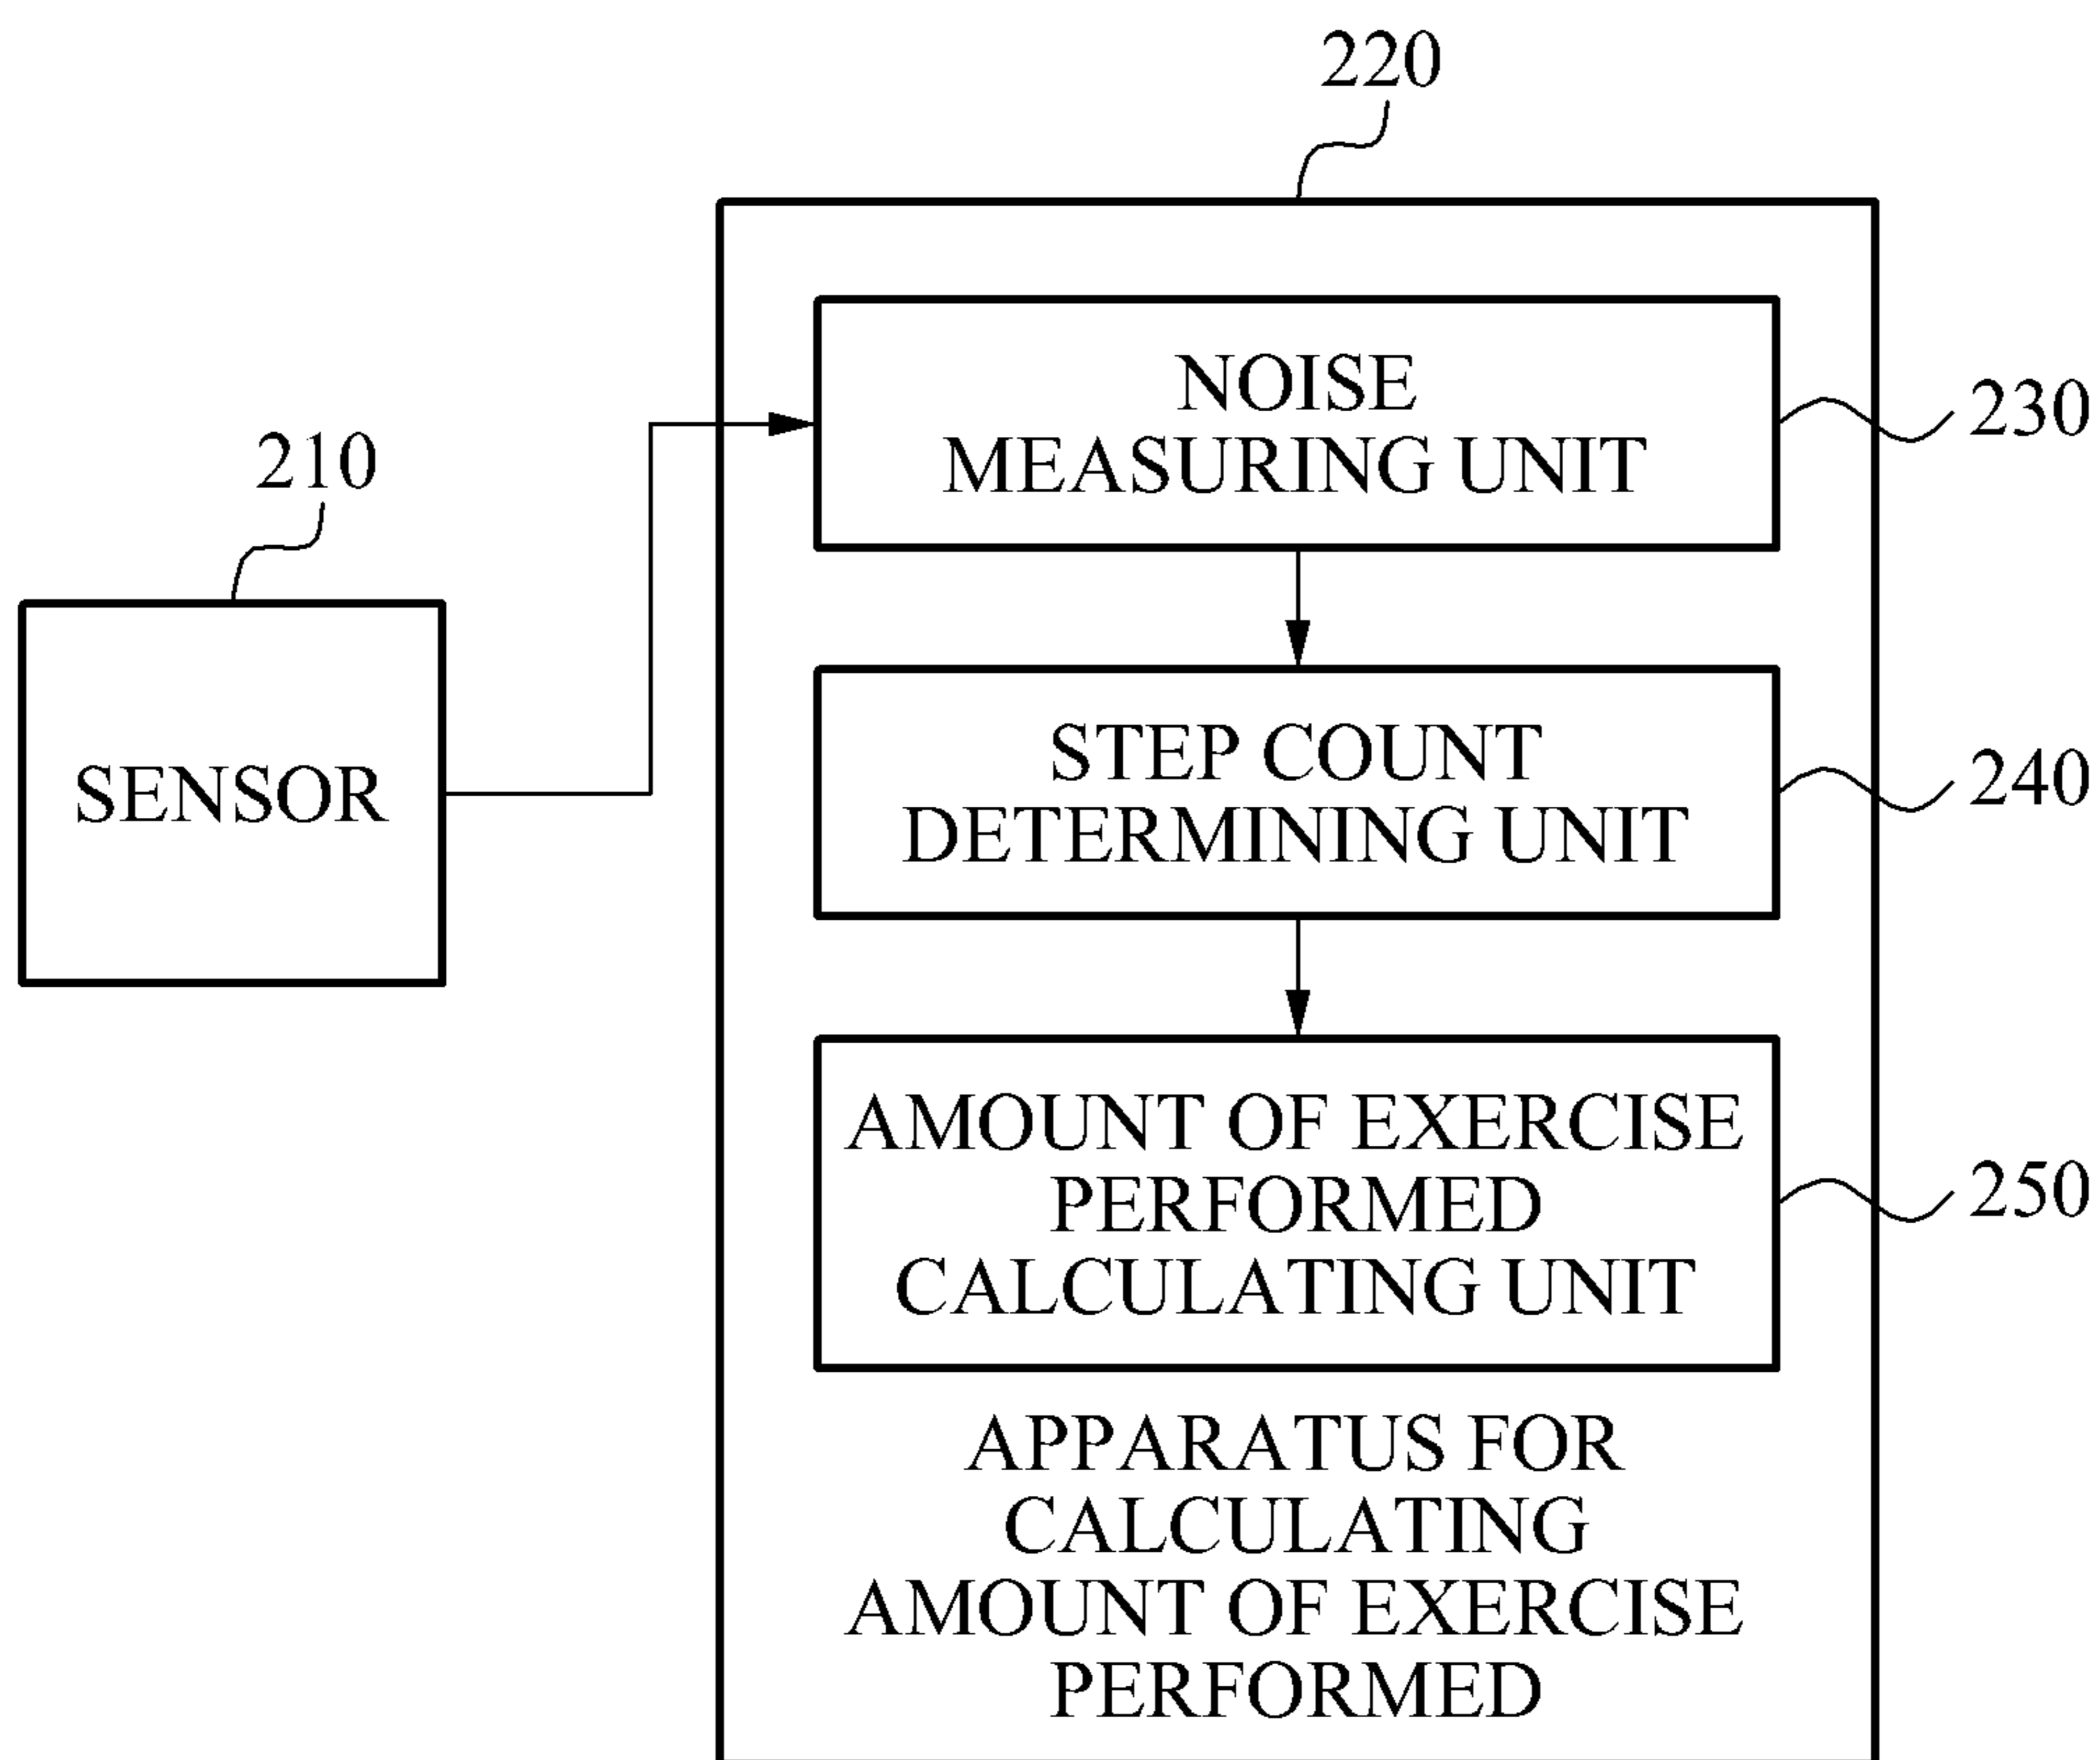 220
NOISE
MEASURING UNIT
230
210
SENSOR
STEP COUNT
DETERMINING UNIT
240
AMOUNT OF EXERCISE
PERFORMED
CALCULATING UNIT
250
APPARATUS FOR
CALCULATING
AMOUNT OF EXERCISE
PERFORMED